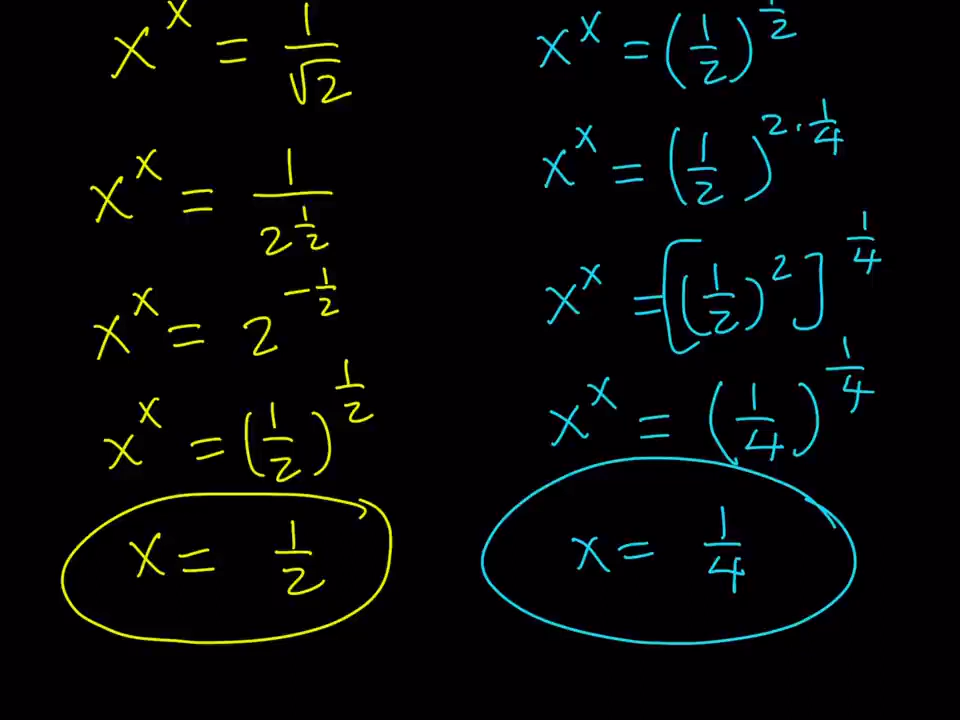 x^x = 1/√2
x^x = 1/2^(1/2)
x^x = 2^(-1/2)
x^x = (1/2)^(1/2)
x = 1/2
x^x = (1/2)^(1/2)
x^x = (1/2)^(2·1/4)
x^x = [(1/2)^2]^(1/4)
x^x = (1/4)^(1/4)
x = 1/4